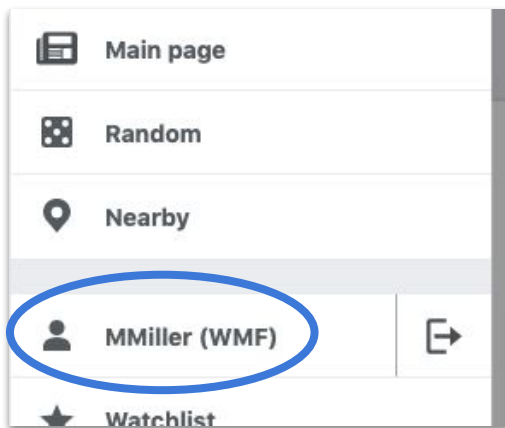 Main page
Random
Nearby
MMiller (WMF)
Watchlist